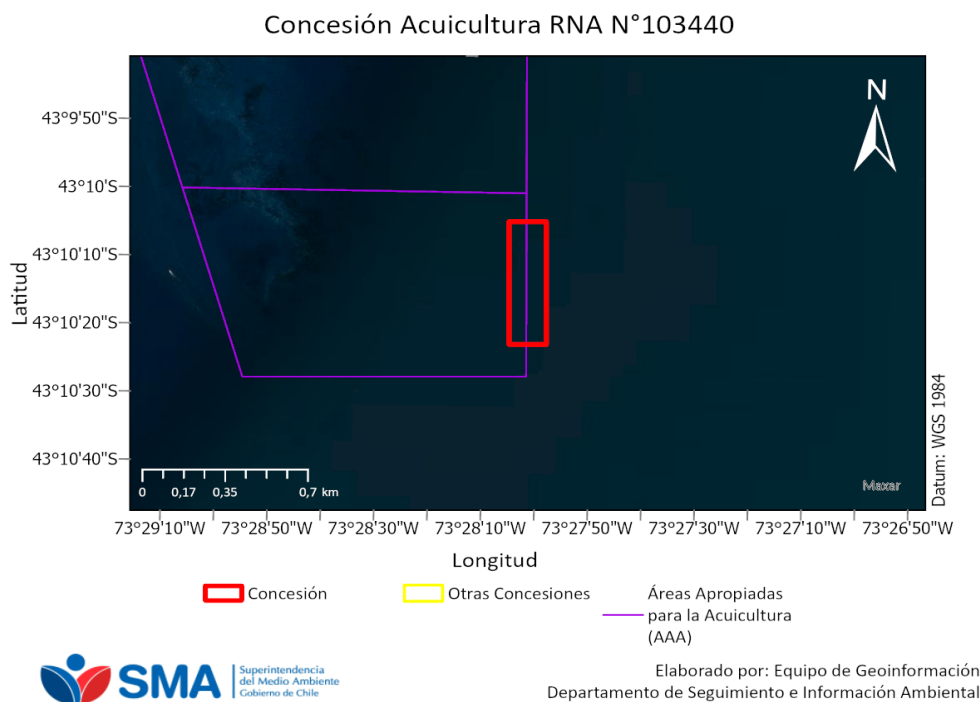 Concesión Acuicultura RNA N°103440
N
43°9'50"S
43°10'S
43°10'10"S
43°10'20"S
43°10'30"S
43°10'40"S
Latitud
Datum: WGS 1984
0 0,17 0,35 0,7 km
Maxar
73°29'10"W 73°28'50"W 73°28'30"W 73°28'10"W 73°27'50"W 73°27'30"W 73°27'10"W 73°26'50"W
Longitud
Concesión
Otras Concesiones
Áreas Apropiadas
para la Acuicultura
(AAA)
SMA
Superintendencia
del Medio Ambiente
Gobierno de Chile
Elaborado por: Equipo de Geoinformación
Departamento de Seguimiento e Información Ambiental